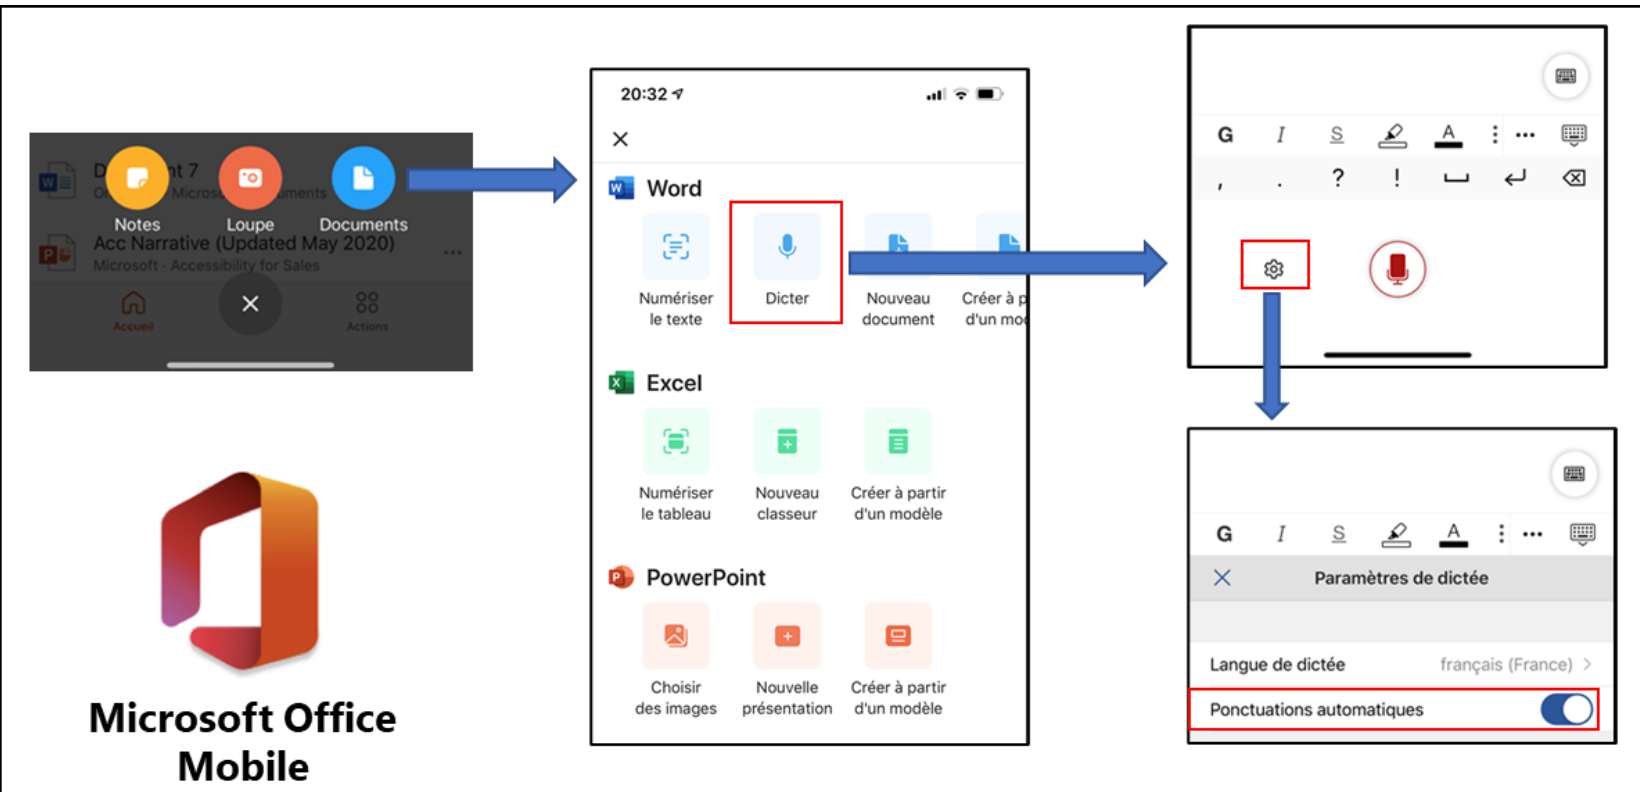 Notes
Loupe
Documents
Acc Narrative (Updated May 2020)
Microsoft - Accessibility for Sales
Accueil
Actions
Microsoft Office
Mobile
20:32
Word
Numériser
le texte
Dicter
Nouveau
document
Créer à p
d'un mod
Excel
Numériser
le tableau
Nouveau
classeur
Créer à partir
d'un modèle
PowerPoint
Choisir
des images
Nouvelle
présentation
Créer à partir
d'un modèle
G I S A
, . ? !
G I S A
Paramètres de dictée
Langue de dictée français (France)
Ponctuations automatiques